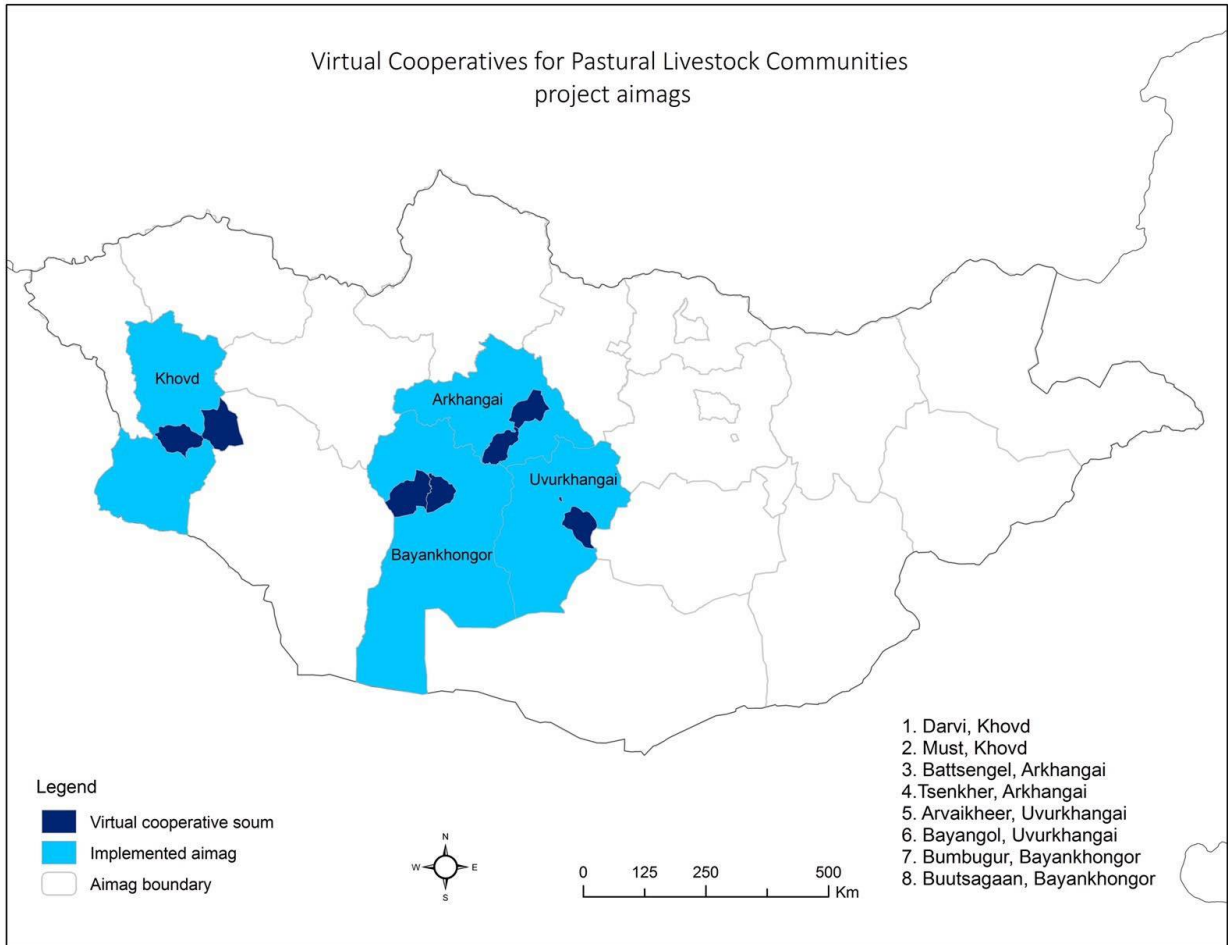 Virtual Cooperatives for Pastural Livestock Communities
project aimags
Khovd
Arkhangai
Uvurkhangai
Bayankhongor
1. Darvi, Khovd
2. Must, Khovd
3. Battsengel, Arkhangai
4.Tsenkher, Arkhangai
5. Arvaikheer, Uvurkhangai
6. Bayangol, Uvurkhangai
7. Bumbugur, Bayankhongor
8. Buutsagaan, Bayankhongor
Legend
Virtual cooperative soum
Implemented aimag
Aimag boundary
N
W E
S
0 125 250 500
Km